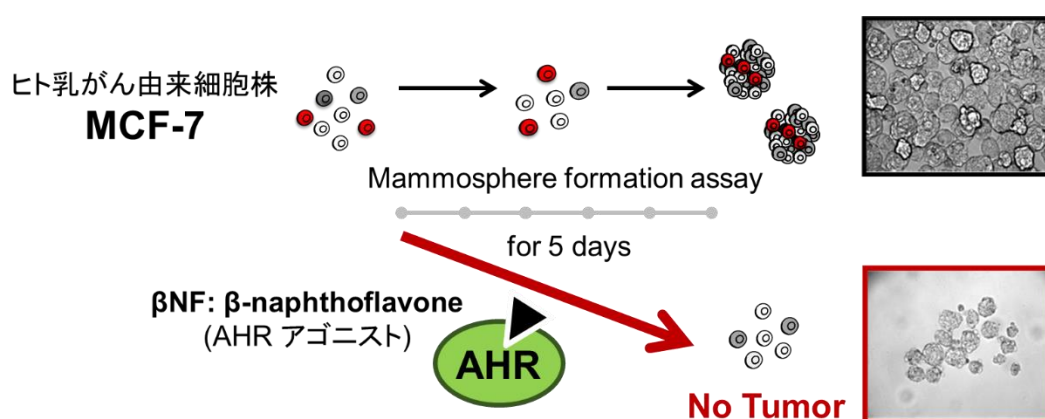 ヒト乳がん由来細胞株
MCF-7
Mammosphere formation assay
for 5 days
βNF: β-naphthoflavone
(AHR アゴニスト)
AHR
No Tumor